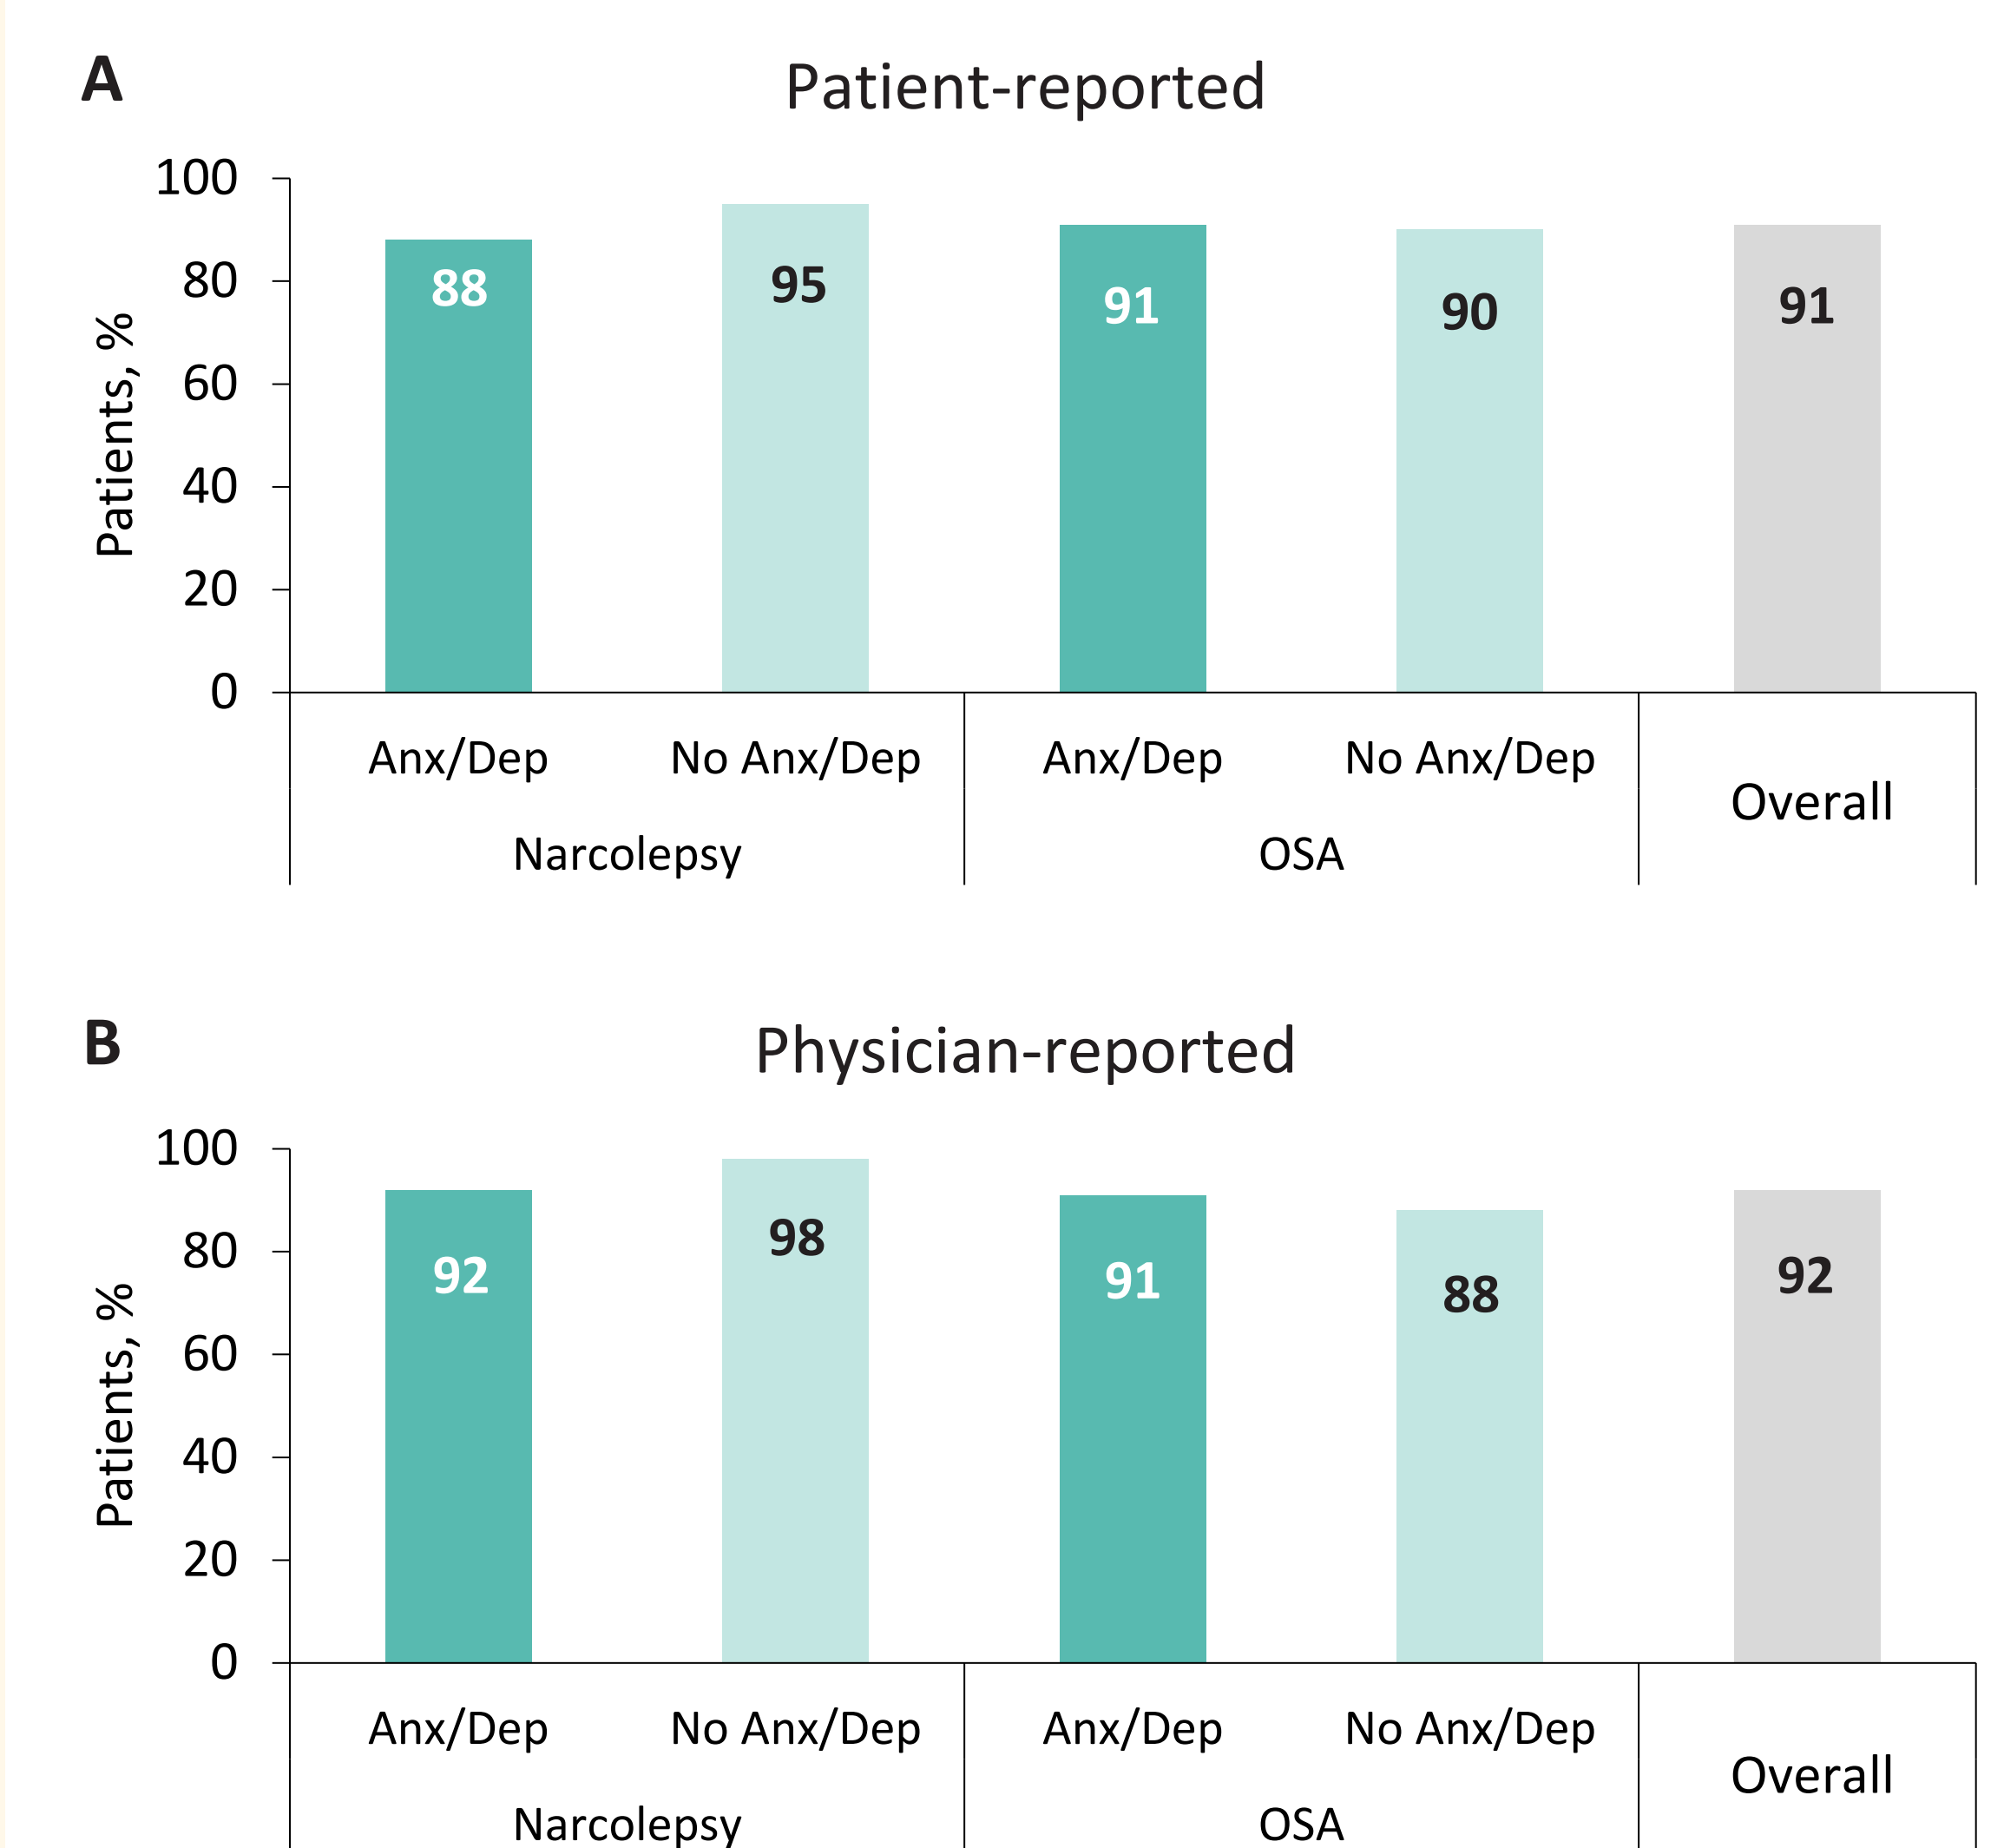 A
Patient-reported
Patients, %
100
80
60
40
20
0
88
95
91
90
91
Anx/Dep
No Anx/Dep
Anx/Dep
No Anx/Dep
Overall
Narcolepsy
OSA
B
Physician-reported
Patients, %
100
80
60
40
20
0
92
98
91
88
92
Anx/Dep
No Anx/Dep
Anx/Dep
No Anx/Dep
Overall
Narcolepsy
OSA